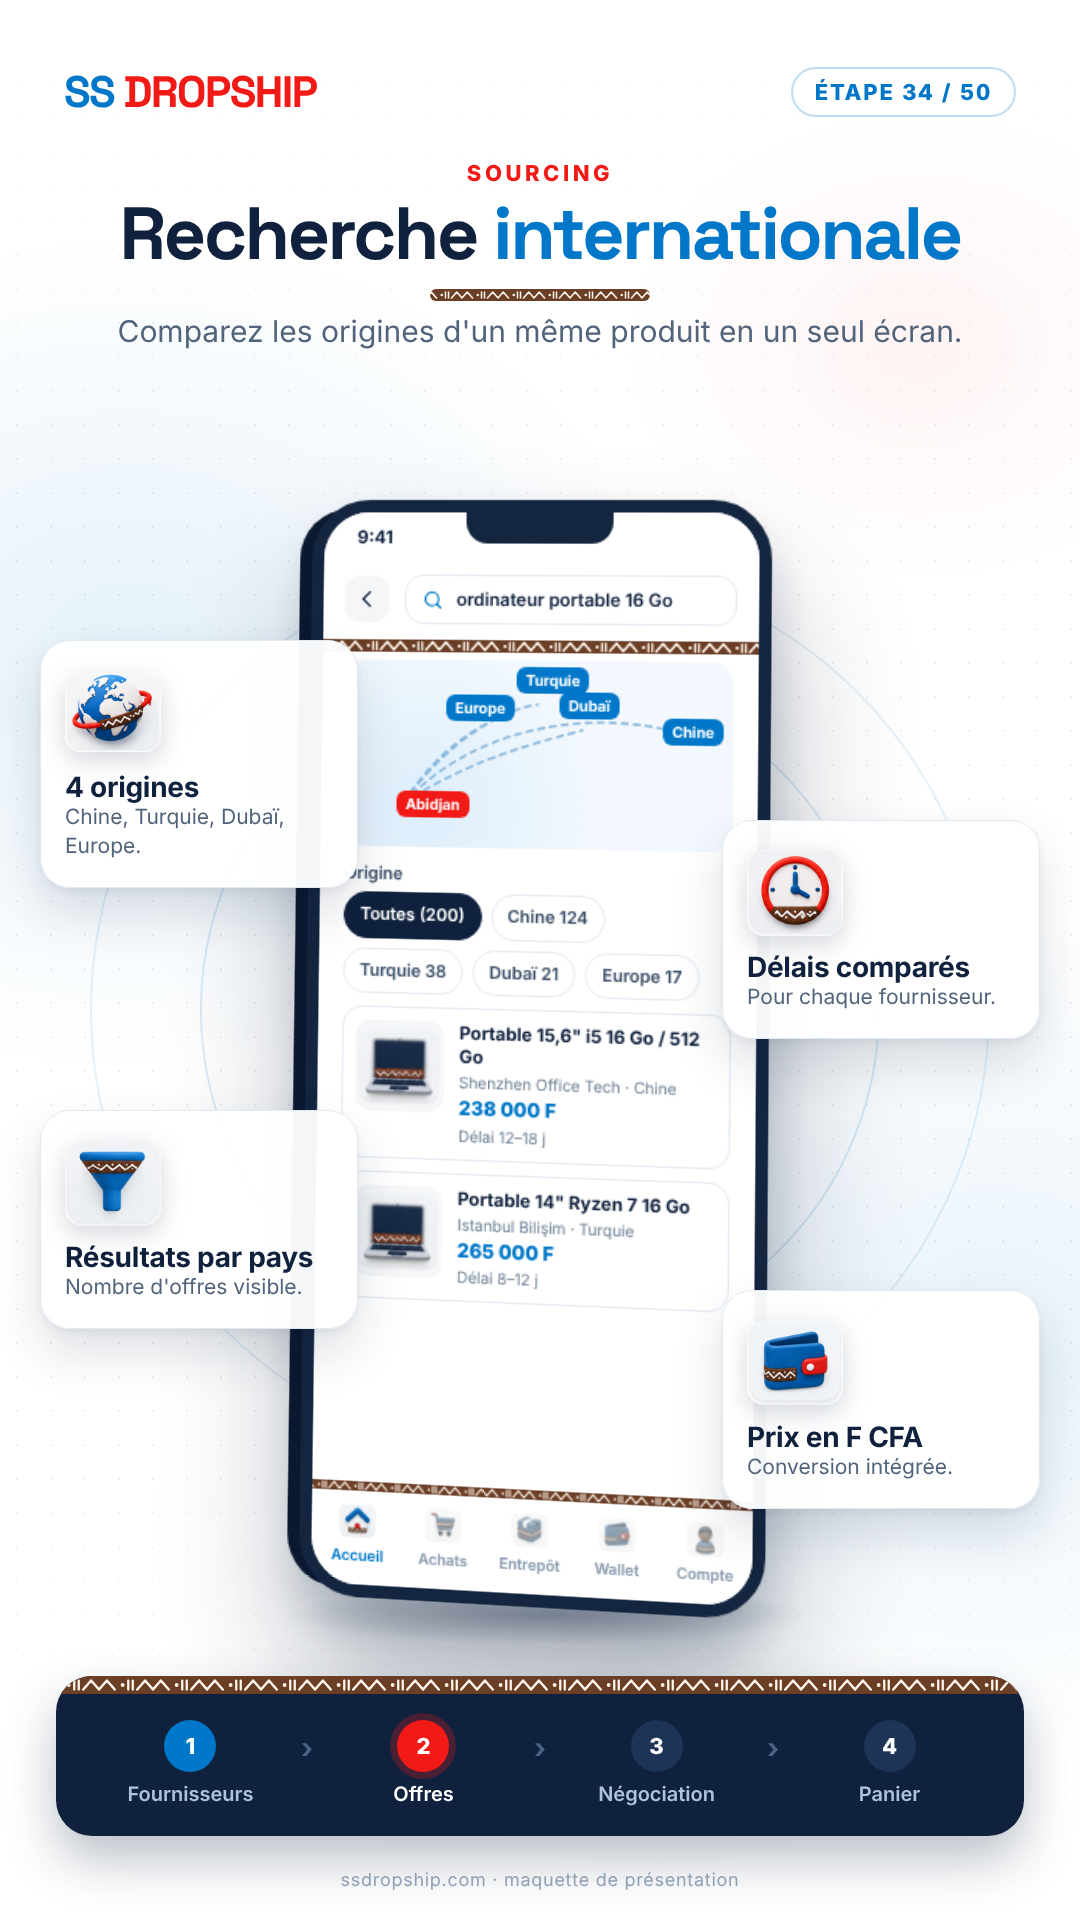 SS DROPSHIP
ÉTAPE 34 / 50
SOURCING
Recherche internationale
Comparez les origines d'un même produit en un seul écran.
9:41
ordinateur portable 16 Go
Turquie
Europe
Dubaï
Chine
Abidjan
4 origines
Chine, Turquie, Dubaï,
Europe.
Origine
Toutes (200)
Chine 124
Turquie 38
Dubaï 21
Europe 17
Délais comparés
Pour chaque fournisseur.
Portable 15,6" i5 16 Go / 512
Go
Shenzhen Office Tech · Chine
238 000 F
Délai 12–18 j
Résultats par pays
Nombre d'offres visible.
Portable 14" Ryzen 7 16 Go
Istanbul Bilişim · Turquie
265 000 F
Délai 8–12 j
Prix en F CFA
Conversion intégrée.
Accueil
Achats
Entrepôt
Wallet
Compte
1
Fournisseurs
›
2
Offres
›
3
Négociation
›
4
Panier
ssdropship.com · maquette de présentation